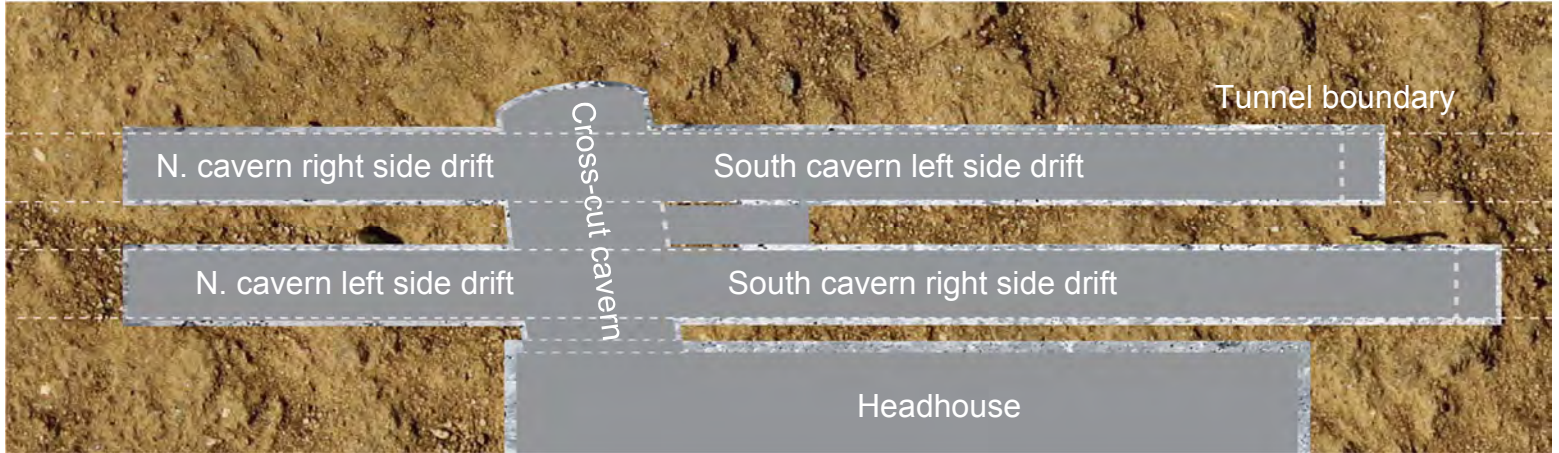 Tunnel boundary
Cross-cut cavern
N. cavern right side drift
South cavern left side drift
N. cavern left side drift
South cavern right side drift
Headhouse